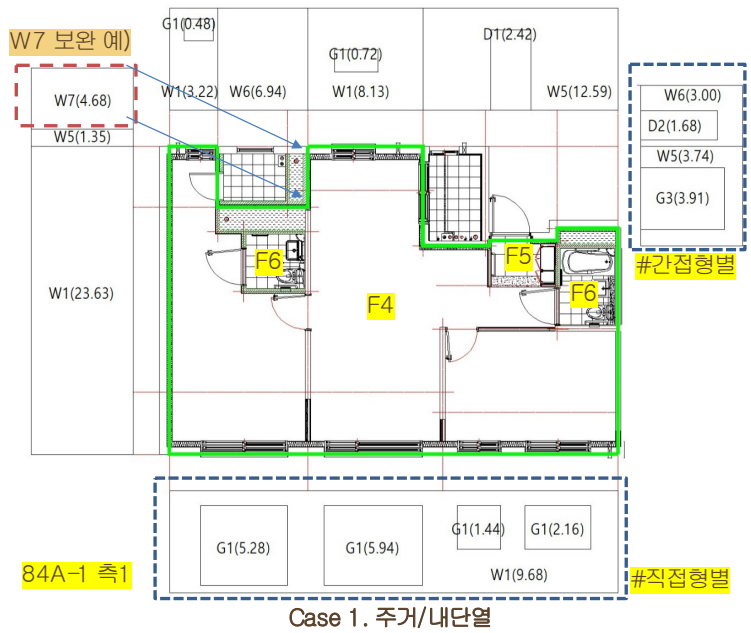 G1(0.48)
D1(2.42)
W7 보완 예)
G1(0.72)
W7(4.68)
W1(3.22)
W6(6.94)
W1(8.13)
W5(12.59)
W6(3.00)
W5(1.35)
D2(1.68)
W5(3.74)
G3(3.91)
#간접형별
F6
F5
F6
W1(23.63)
F4
G1(5.28)
G1(5.94)
G1(1.44)
G1(2.16)
W1(9.68)
84A-1 측1
#직접형별
Case 1. 주거/내단열